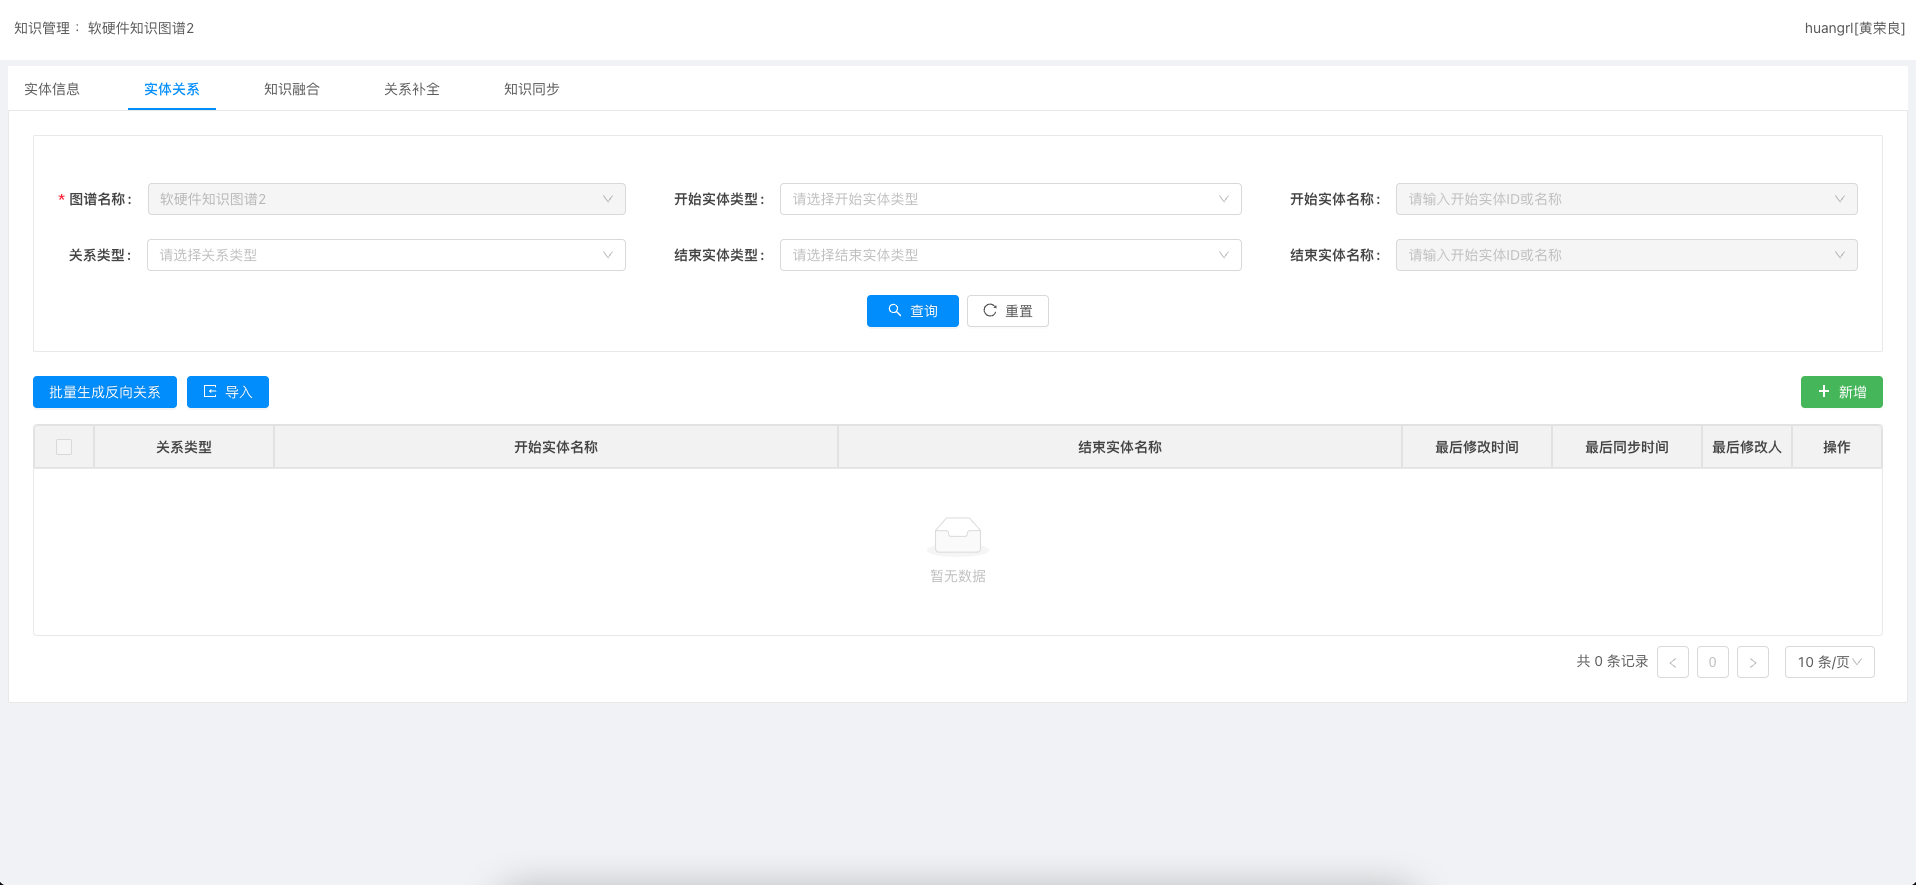 知识管理： 软硬件知识图谱2
huangrl[黄荣良]
实体信息 实体关系 知识融合 关系补全 知识同步
* 图谱名称： 软硬件知识图谱2 开始实体类型： 请选择开始实体类型 开始实体名称： 请输入开始实体ID或名称
关系类型： 请选择关系类型 结束实体类型： 请选择结束实体类型 结束实体名称： 请输入开始实体ID或名称
查询 重置
批量生成反向关系 导入 新增
关系类型 开始实体名称 结束实体名称 最后修改时间 最后同步时间 最后修改人 操作
暂无数据
共 0 条记录 < 0 > 10 条/页